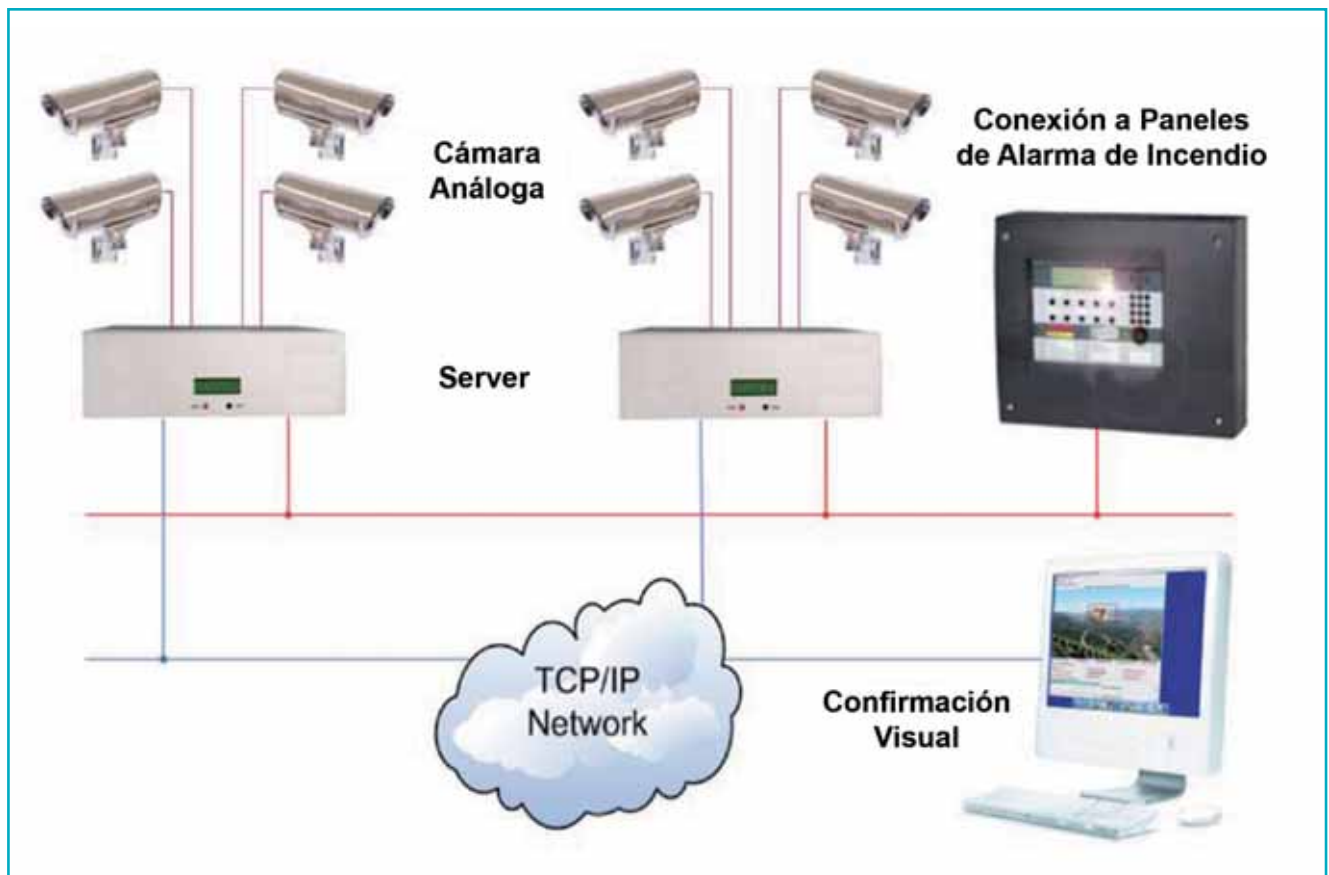 Cámara
Análoga
Conexión a Paneles
de Alarma de Incendio
Server
TCP/IP
Network
Confirmación
Visual